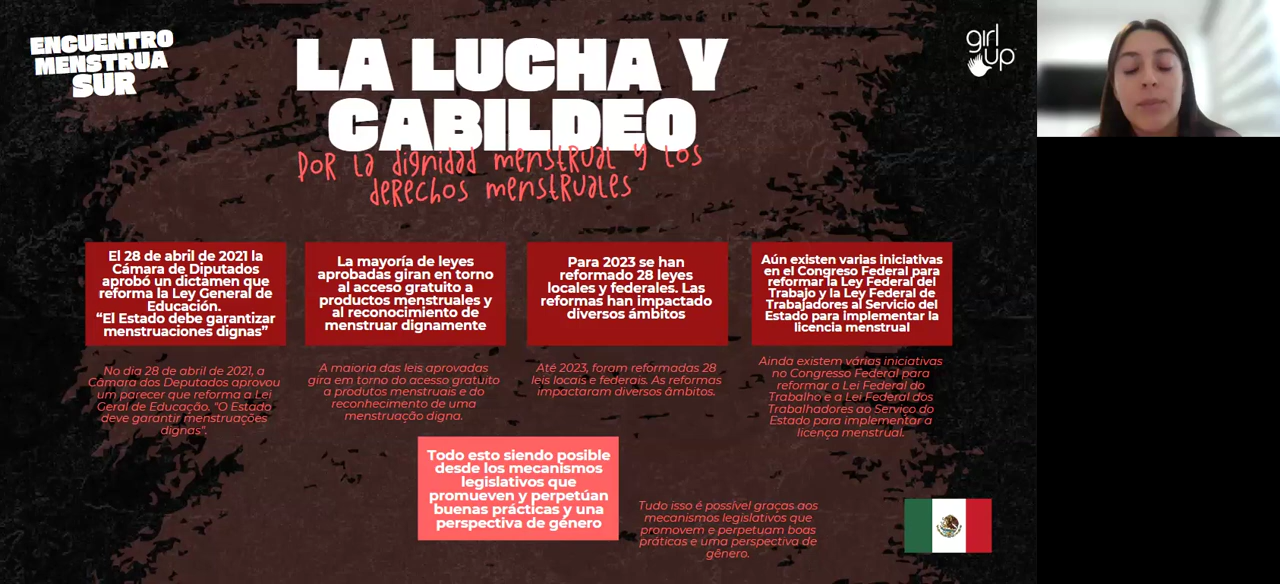 ENCUENTRO
MENSTRUA
SUR
girl
up
LA LUCHA Y
CABILDEO
POR la dignidad menstRual y los
derechos menstRuales
El 28 de abril de 2021 la
Cámara de Diputados
aprobó un dictamen que
reforma la Ley General de
Educación.
“El Estado debe garantizar
menstruaciones dignas”
No dia 28 de abril de 2021, a
Câmara dos Deputados aprovou
um parecer que reforma a Lei
Geral de Educação. "O Estado
deve garantir menstruações
dignas".
La mayoría de leyes
aprobadas giran en torno
al acceso gratuito a
productos menstruales y
al reconocimiento de
menstruar dignamente
A maioria das leis aprovadas
gira em torno do acesso gratuito
a produtos menstruais e do
reconhecimento de uma
menstruação digna.
Para 2023 se han
reformado 28 leyes
locales y federales. Las
reformas han impactado
diversos ámbitos
Até 2023, foram reformadas 28
leis locais e federais. As reformas
impactaram diversos âmbitos.
Aún existen varias iniciativas
en el Congreso Federal para
reformar la Ley Federal del
Trabajo y la Ley Federal de
Trabajadores al Servicio del
Estado para implementar la
licencia menstrual
Ainda existem várias iniciativas
no Congresso Federal para
reformar a Lei Federal do
Trabalho e a Lei Federal dos
Trabalhadores ao Serviço do
Estado para implementar a
licença menstrual.
Todo esto siendo posible
desde los mecanismos
legislativos que
promueven y perpetúan
buenas prácticas y una
perspectiva de género
Tudo isso é possível graças aos
mecanismos legislativos que
promovem e perpetuam boas
práticas e uma perspectiva de
gênero.